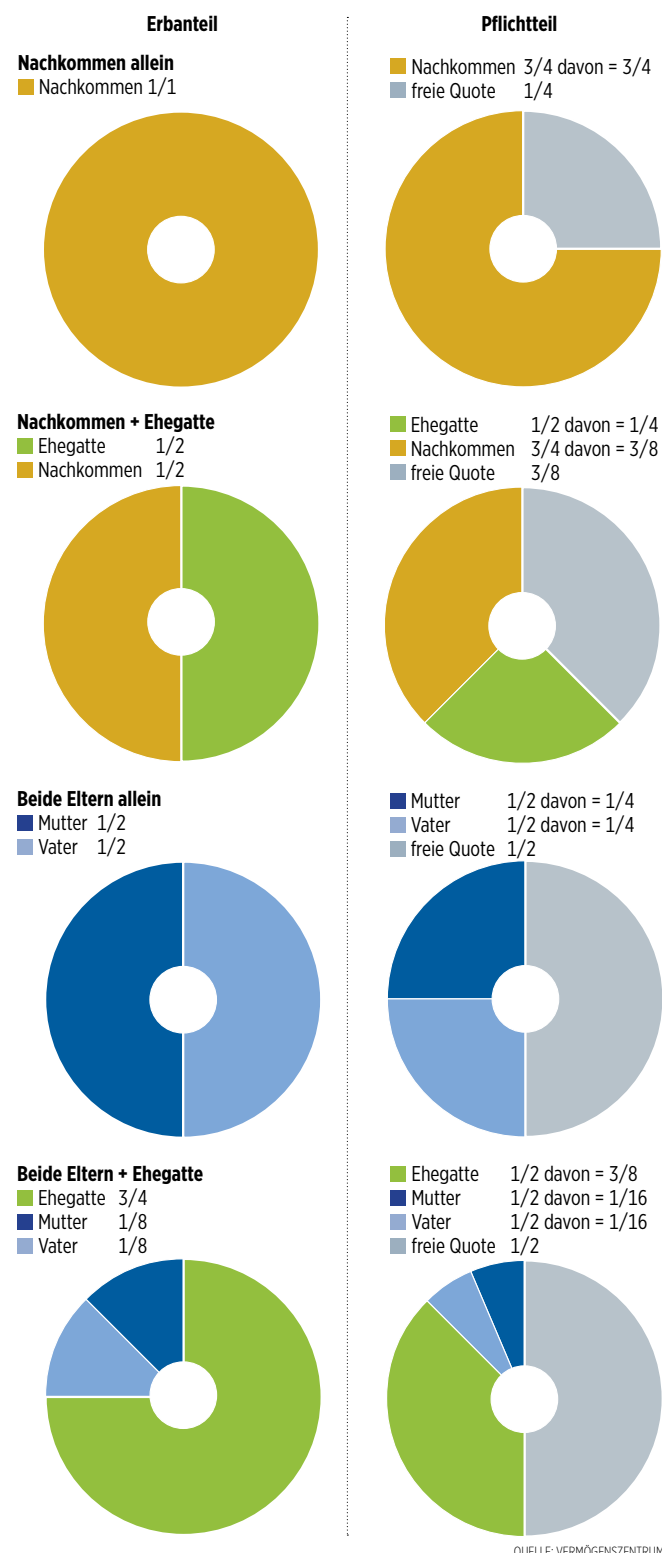 Erbanteil
Pflichtteil
Nachkommen allein
Nachkommen 1/1
Nachkommen 3/4 davon = 3/4
freie Quote 1/4
Nachkommen + Ehegatte
Ehegatte 1/2
Nachkommen 1/2
Ehegatte 1/2 davon = 1/4
Nachkommen 3/4 davon = 3/8
freie Quote 3/8
Beide Eltern allein
Mutter 1/2
Vater 1/2
Mutter 1/2 davon = 1/4
Vater 1/2 davon = 1/4
freie Quote 1/2
Beide Eltern + Ehegatte
Ehegatte 3/4
Mutter 1/8
Vater 1/8
Ehegatte 1/2 davon = 3/8
Mutter 1/2 davon = 1/16
Vater 1/2 davon = 1/16
freie Quote 1/2
QUELLE: VERMÖGENSZENTRUM